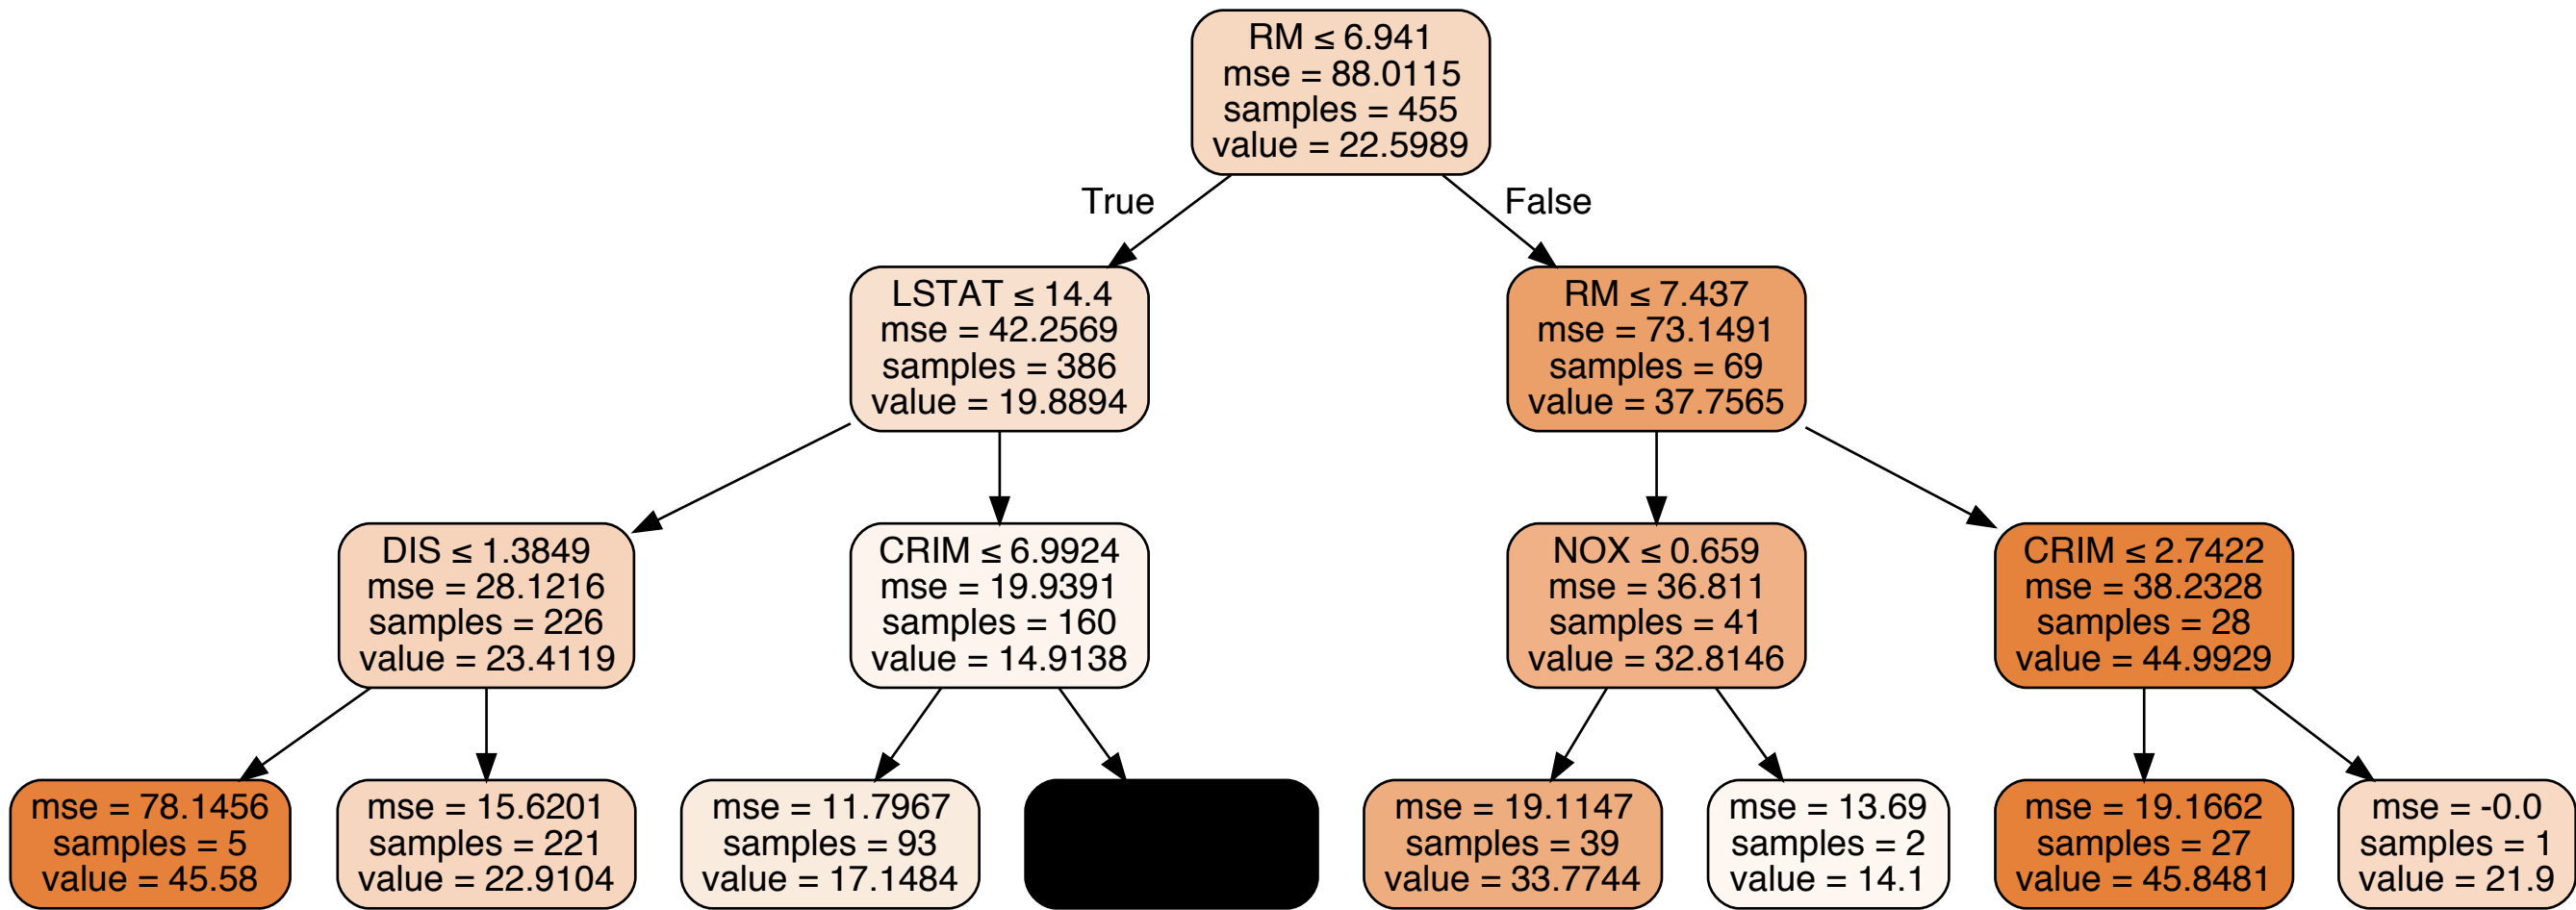 RM ≤ 6.941
mse = 88.0115
samples = 455
value = 22.5989
True
False
LSTAT ≤ 14.4
mse = 42.2569
samples = 386
value = 19.8894
RM ≤ 7.437
mse = 73.1491
samples = 69
value = 37.7565
DIS ≤ 1.3849
mse = 28.1216
samples = 226
value = 23.4119
CRIM ≤ 6.9924
mse = 19.9391
samples = 160
value = 14.9138
NOX ≤ 0.659
mse = 36.811
samples = 41
value = 32.8146
CRIM ≤ 2.7422
mse = 38.2328
samples = 28
value = 44.9929
mse = 78.1456
samples = 5
value = 45.58
mse = 15.6201
samples = 221
value = 22.9104
mse = 11.7967
samples = 93
value = 17.1484
mse = 19.1147
samples = 39
value = 33.7744
mse = 13.69
samples = 2
value = 14.1
mse = 19.1662
samples = 27
value = 45.8481
mse = -0.0
samples = 1
value = 21.9